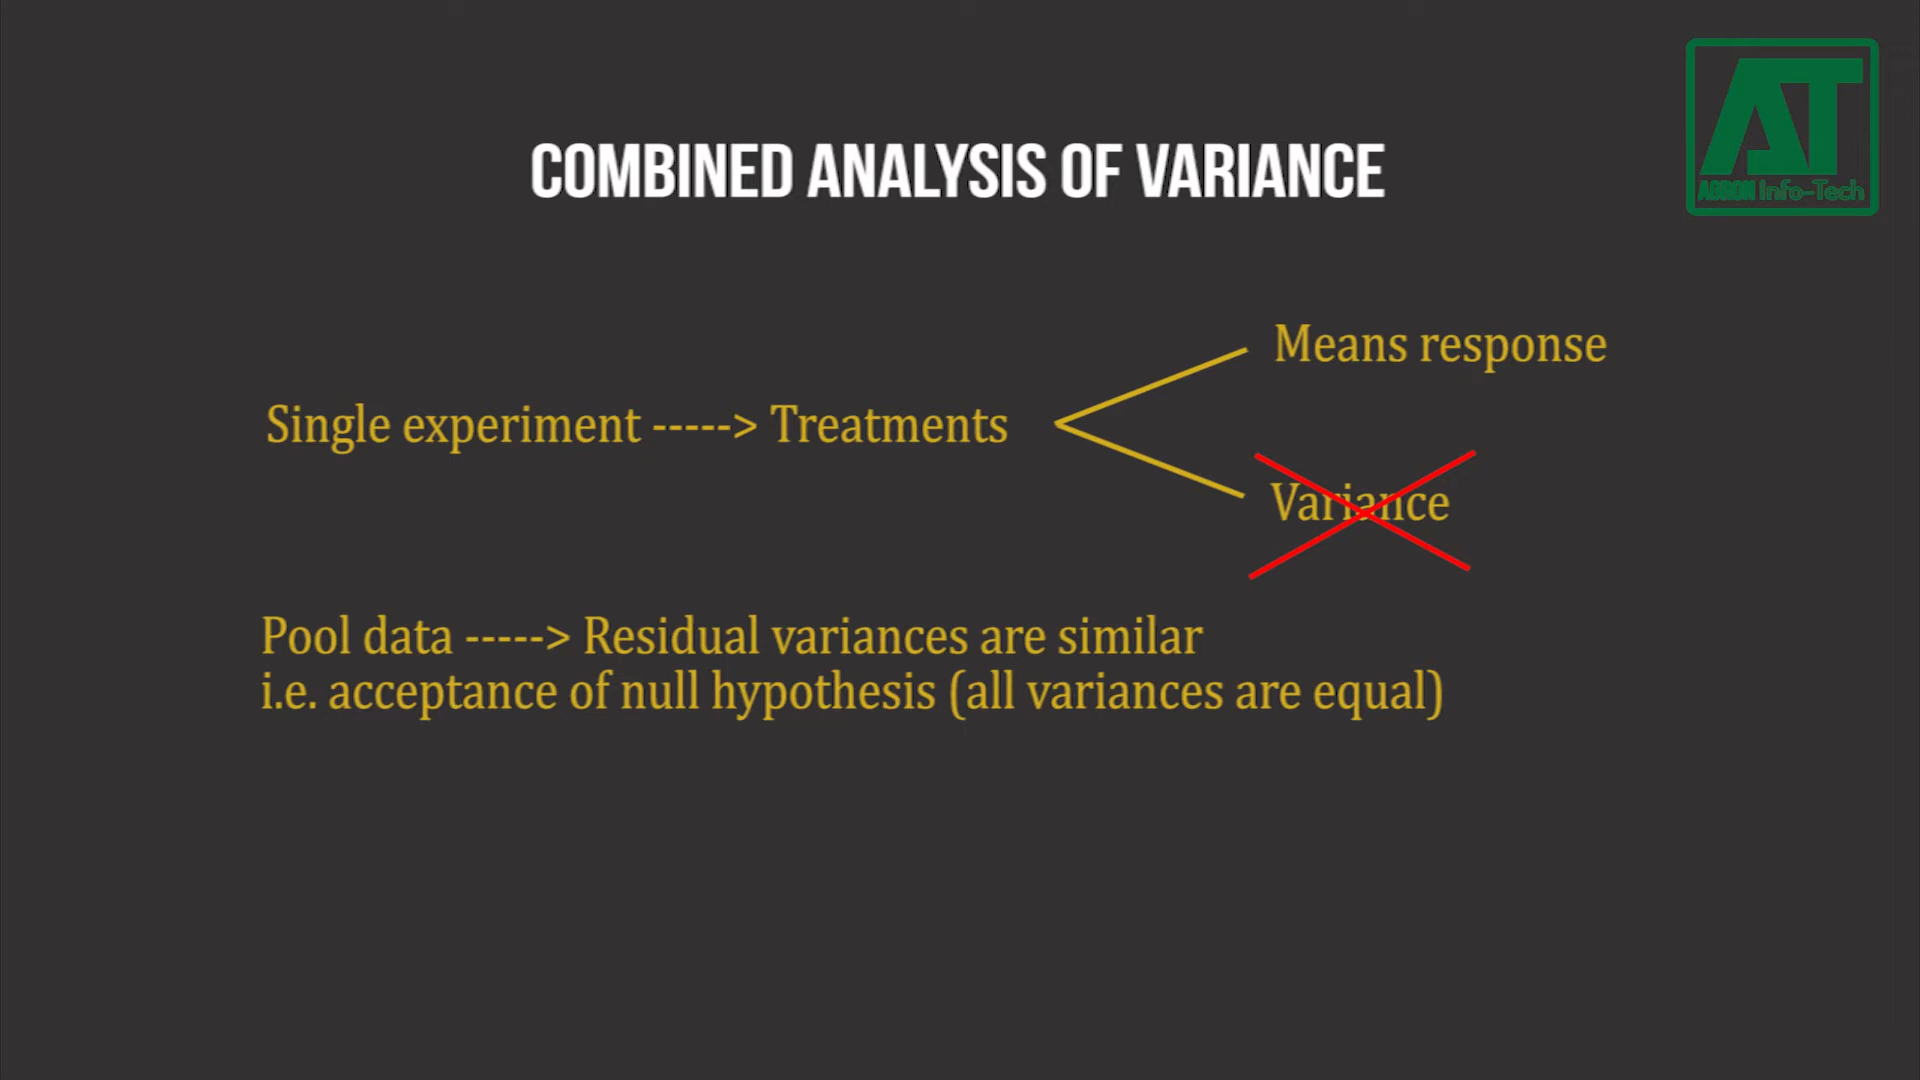 AT
AGRON Info-Tech
COMBINED ANALYSIS OF VARIANCE
Means response
Single experiment -----> Treatments
Variance
Pool data -----> Residual variances are similar
i.e. acceptance of null hypothesis (all variances are equal)